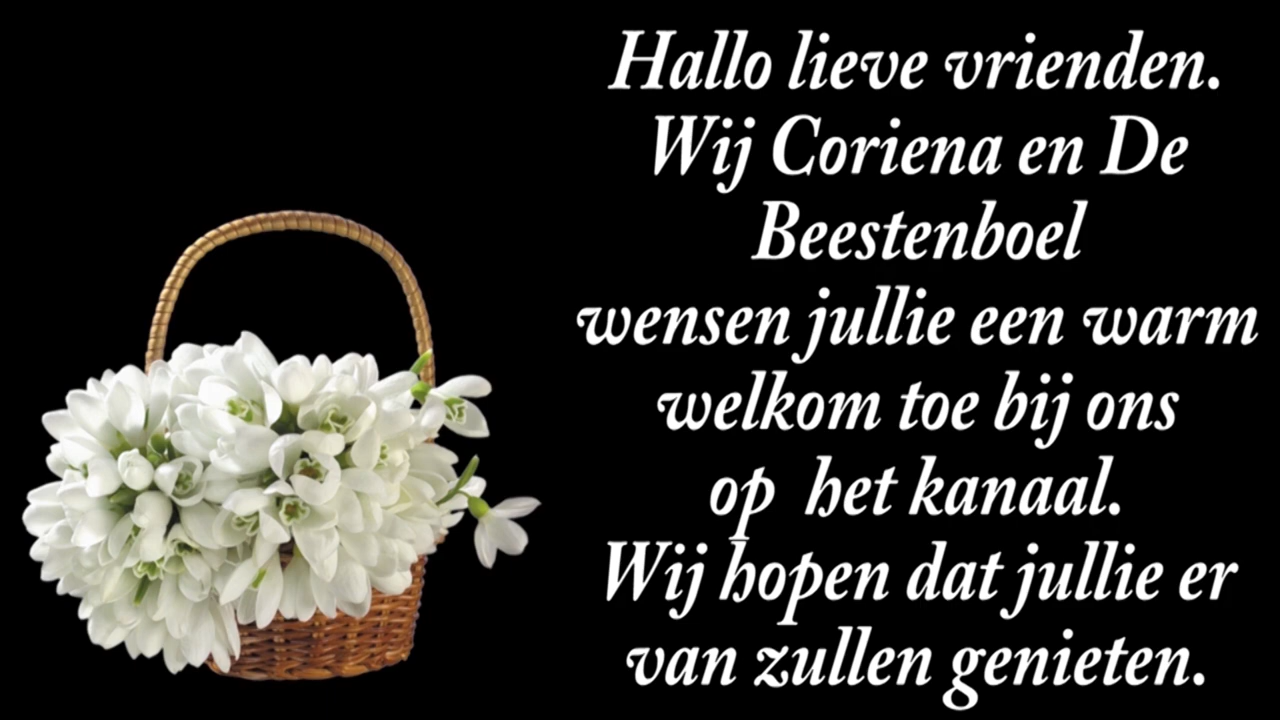 Hallo lieve vrienden.
Wij Coriena en De
Beestenboel
wensen jullie een warm
welkom toe bij ons
op het kanaal.
Wij hopen dat jullie er
van zullen genieten.